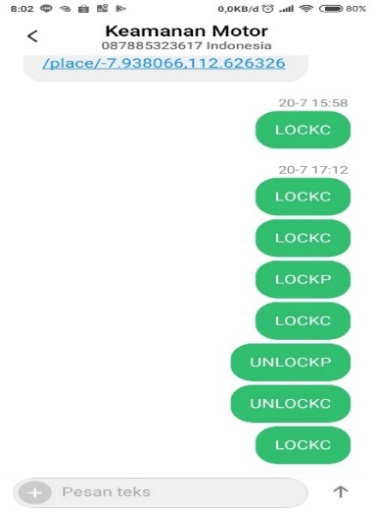 8:02 0,0KB/d 80%
Keamanan Motor
087885323617 Indonesia
/place/-7.938066,112.626326
20-7 15:58
LOCKC
20-7 17:12
LOCKC
LOCKC
LOCKP
LOCKC
UNLOCKP
UNLOCKC
LOCKC
Pesan teks